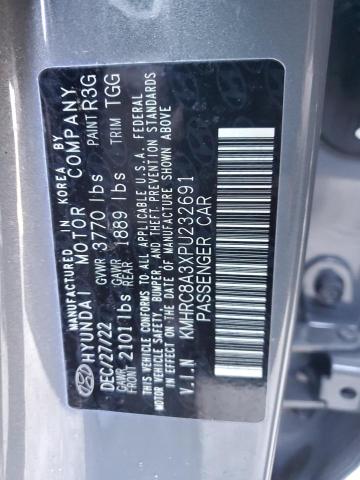 MANUFACTURED IN KOREA BY
HYUNDAI MOTOR COMPANY
DEC/27/22 GVWR 3770 lbs PAINT R3G
GAWR FRONT 2101 lbs GAWR REAR 1889 lbs TRIM TGG
THIS VEHICLE CONFORMS TO ALL APPLICABLE U.S.A. FEDERAL
MOTOR VEHICLE SAFETY, BUMPER, AND THEFT PREVENTION STANDARDS
IN EFFECT ON THE DATE OF MANUFACTURE SHOWN ABOVE.
V.I.N KMHRC8A3XPU232691
PASSENGER CAR